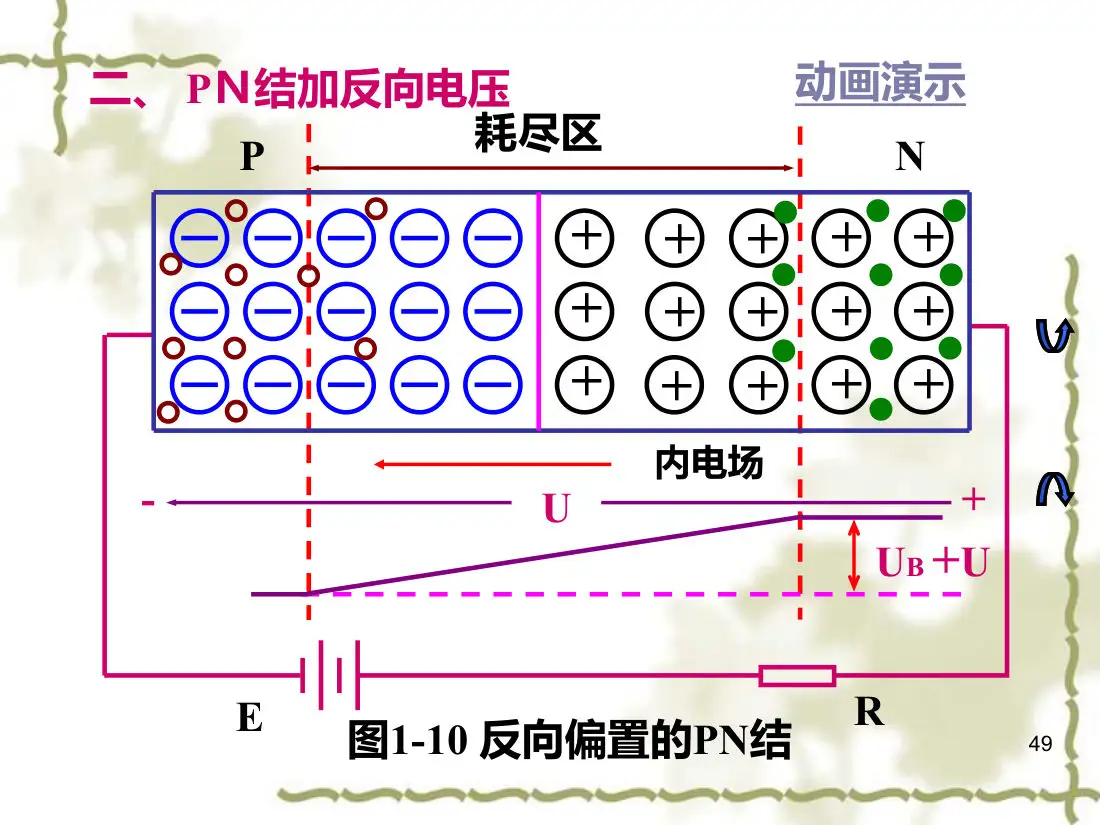 二、 PN结加反向电压
动画演示
耗尽区
P
N
内电场
- U +
UB +U
E
R
图1-10 反向偏置的PN结
49